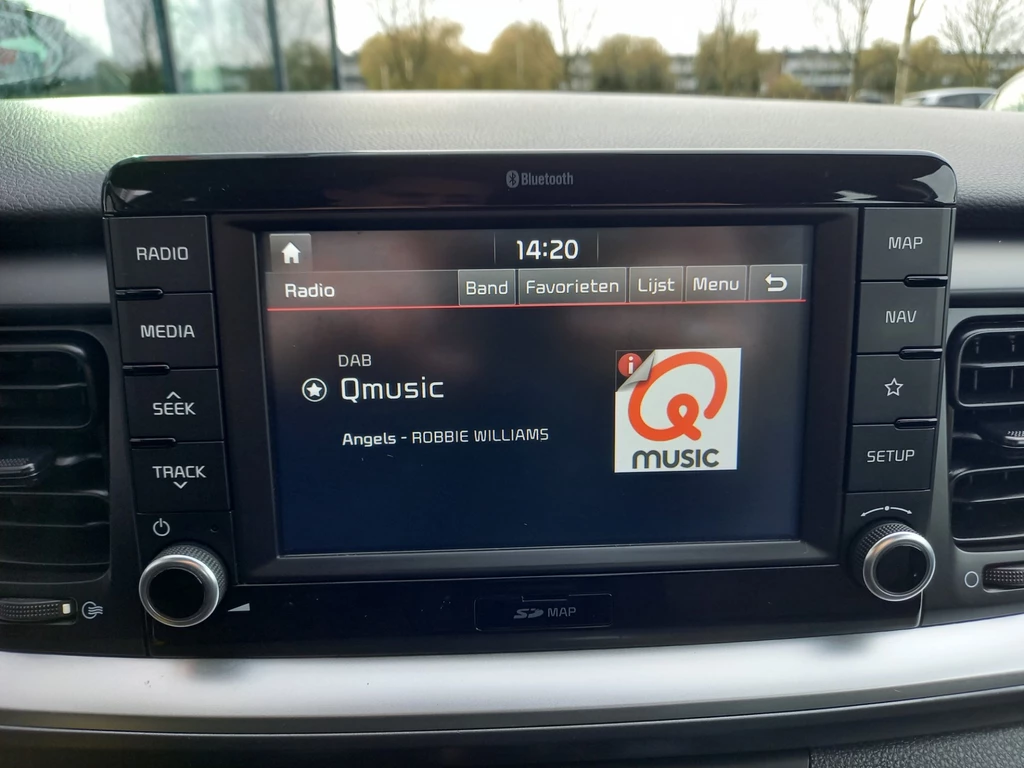 Bluetooth
RADIO
MEDIA
SEEK
TRACK
14:20
Radio
Band
Favorieten
Lijst
Menu
DAB
Qmusic
Angels - ROBBIE WILLIAMS
i
Q
MUSIC
MAP
NAV
SETUP
SD MAP